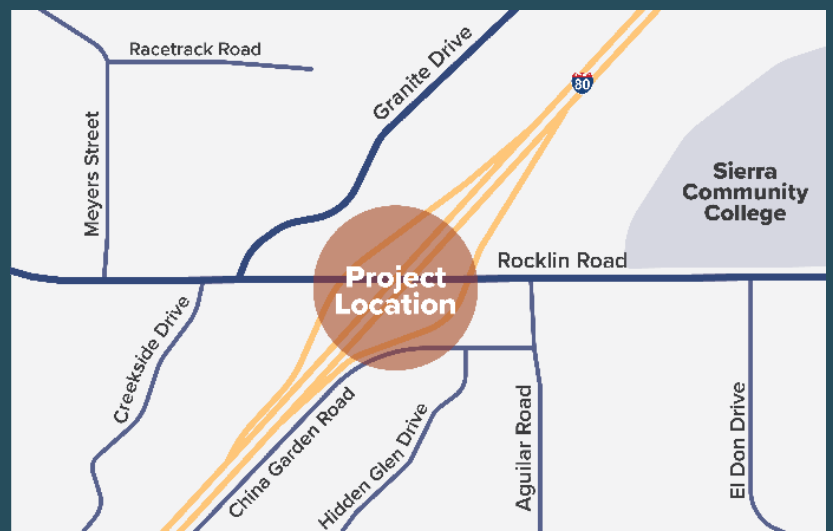 Racetrack Road
Granite Drive
80
Meyers Street
Sierra
Community
College
Rocklin Road
Project
Location
Creekside Drive
China Garden Road
Hidden Glen Drive
Aguilar Road
El Don Drive